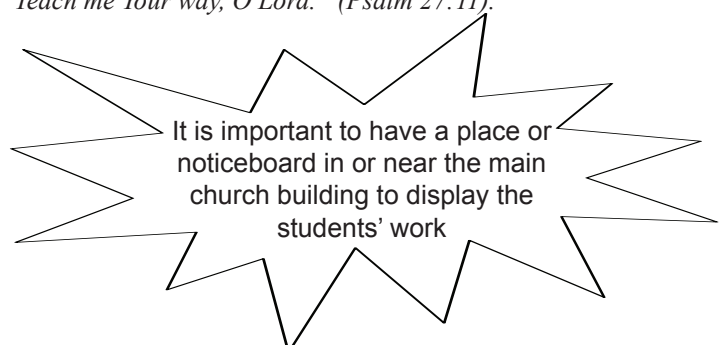 Teach me Your way, O Lord." (Psalm 27:11).
It is important to have a place or
noticeboard in or near the main
church building to display the
students' work